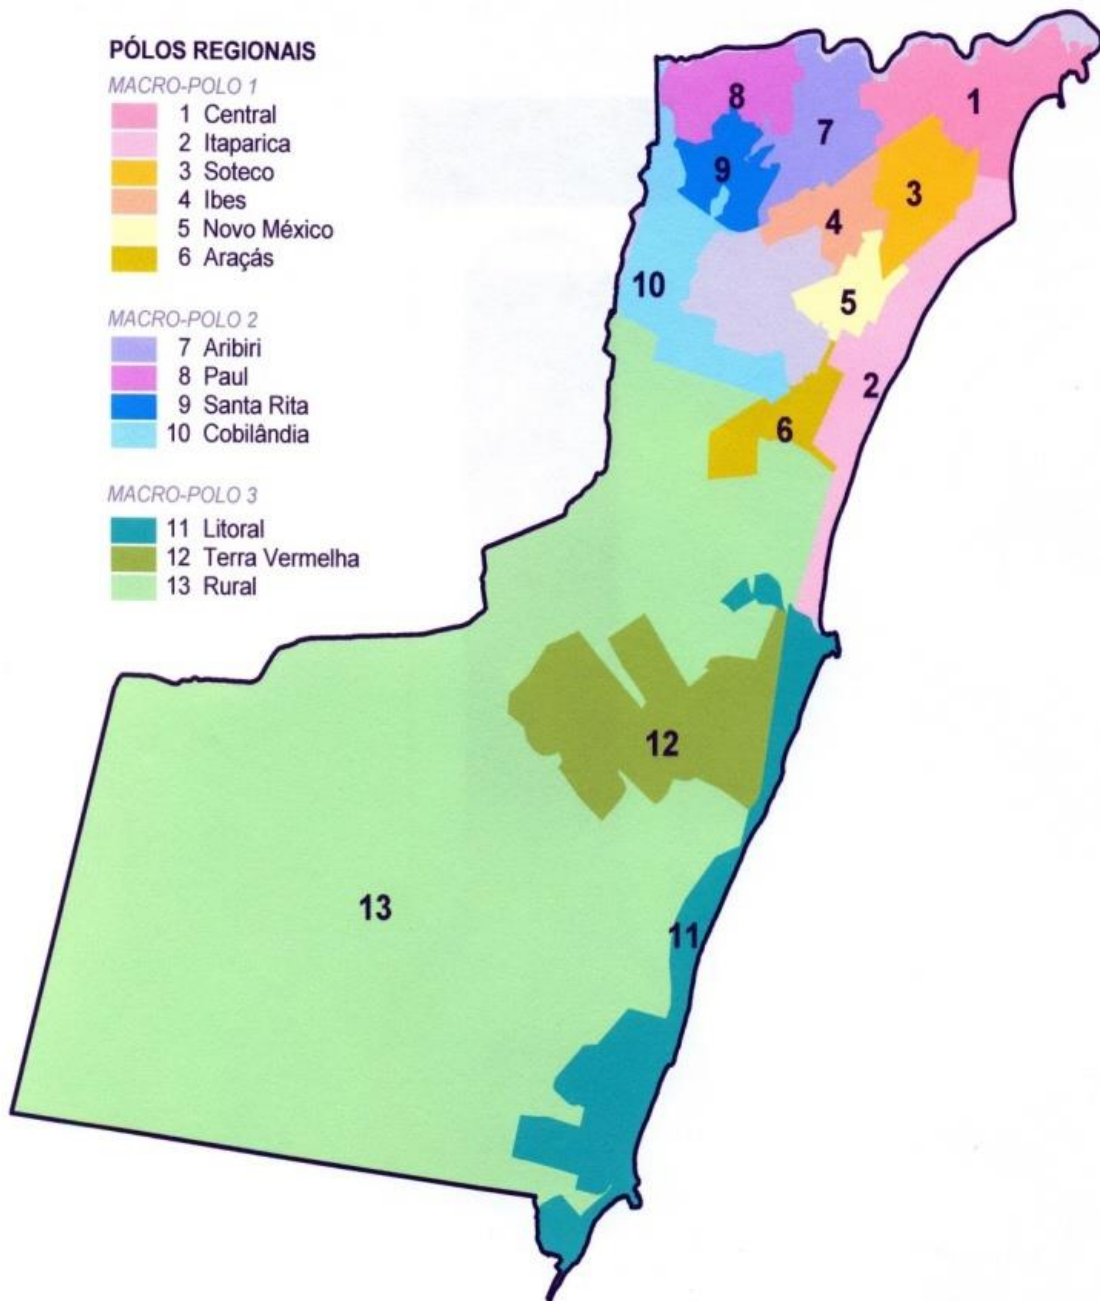 PÓLOS REGIONAIS
MACRO-POLO 1
1 Central
2 Itaparica
3 Soteco
4 Ibes
5 Novo México
6 Araçás
MACRO-POLO 2
7 Aribiri
8 Paul
9 Santa Rita
10 Cobilândia
MACRO-POLO 3
11 Litoral
12 Terra Vermelha
13 Rural
8
1
7
9
3
4
10
5
2
6
12
13
11